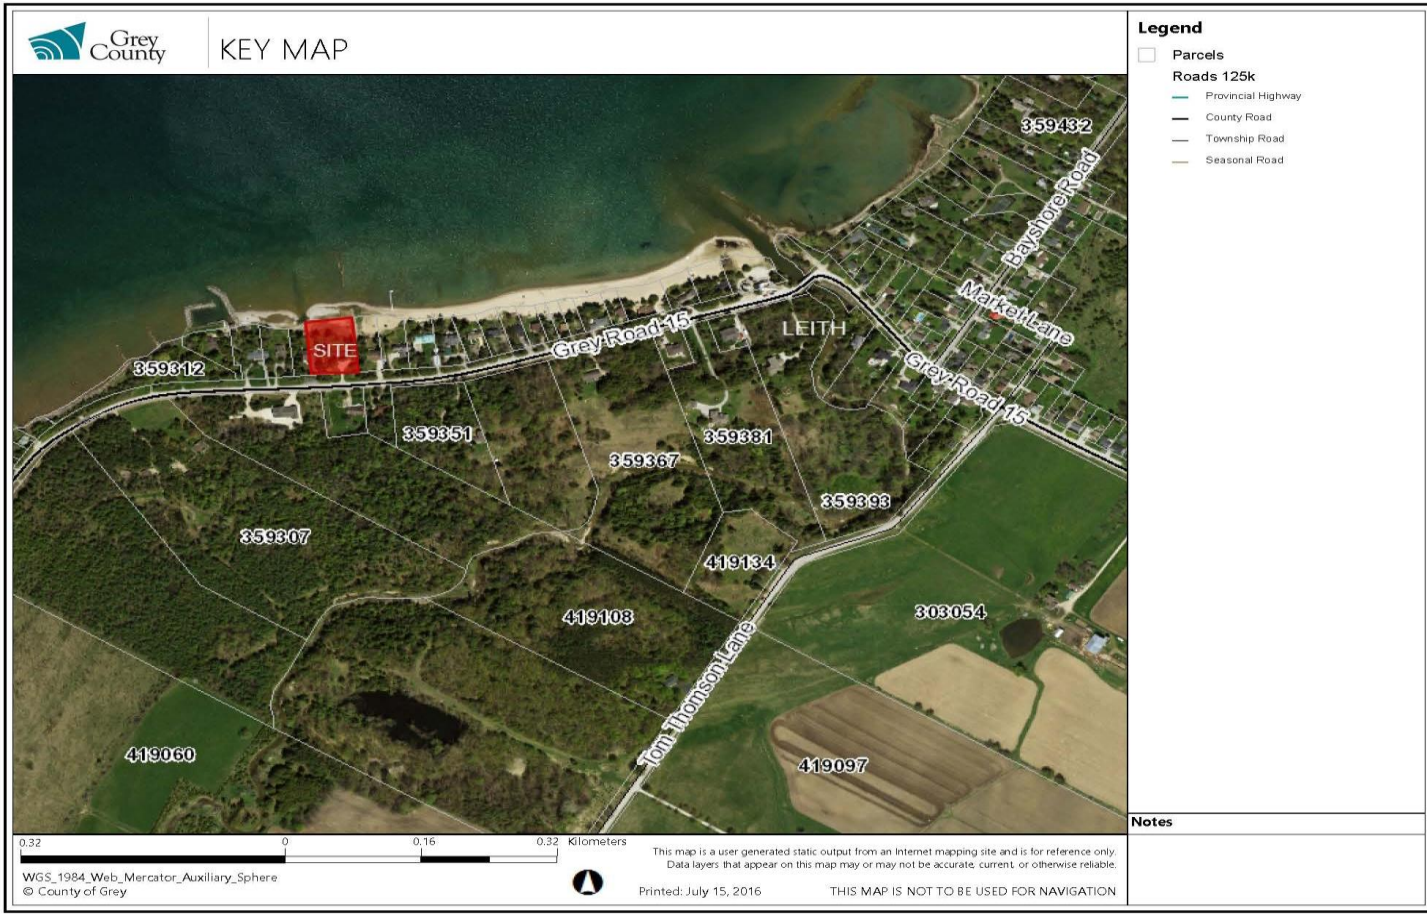 Grey
County
KEY MAP
Legend
Parcels
Roads 125k
Provincial Highway
County Road
Township Road
Seasonal Road
359432
Bayshore Road
Market Lane
LEITH
Grey Road 15
Grey Road 15
SITE
359312
359351
359381
359367
359393
359307
419134
419108
303054
Tom Thomson Lane
419060
419097
Notes
0.32
0
0.16
0.32
Kilometers
WGS_1984_Web_Mercator_Auxiliary_Sphere
© County of Grey
This map is a user generated static output from an Internet mapping site and is for reference only.
Data layers that appear on this map may or may not be accurate, current, or otherwise reliable.
Printed: July 15, 2016
THIS MAP IS NOT TO BE USED FOR NAVIGATION